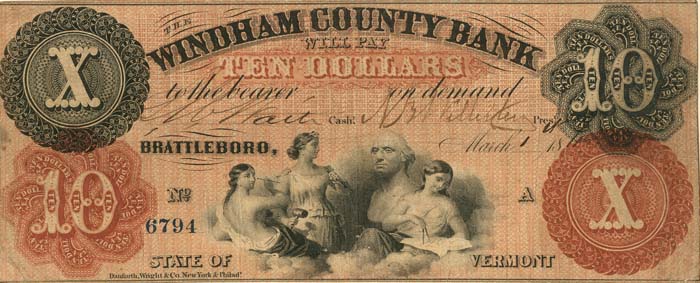 THE
WINDHAM COUNTY BANK
WILL PAY
TEN DOLLARS
X
10
to the bearer on demand
Cash! Pres!
BRATTLEBORO, March 1 18
10
No A
X
6794
STATE OF VERMONT
Danforth, Wright & Co. New York & Philad!